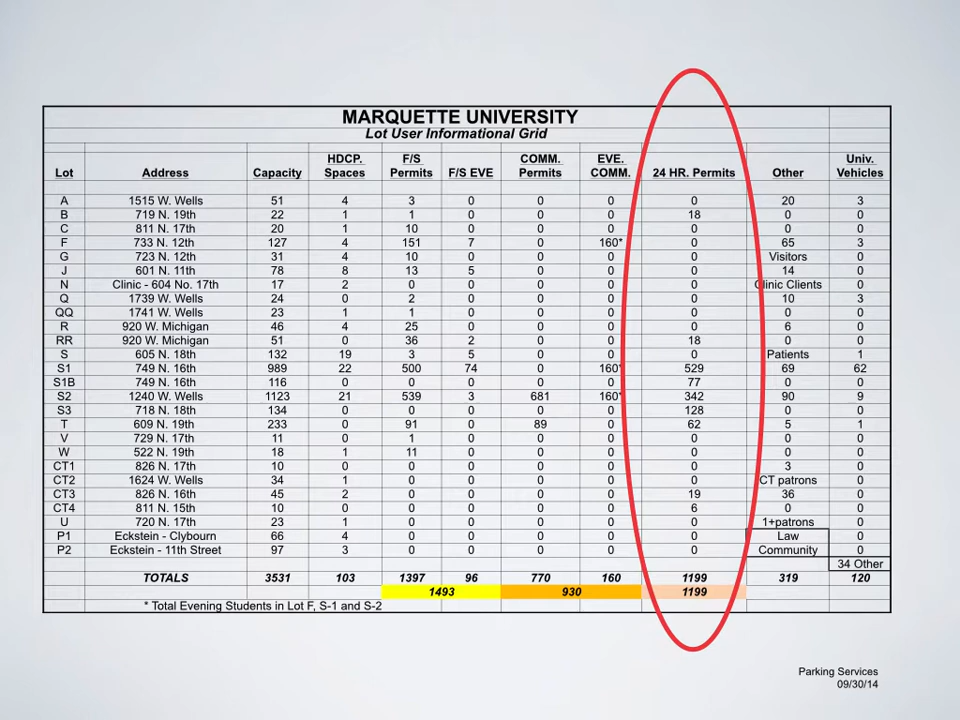 MARQUETTE UNIVERSITY
Lot User Informational Grid
Lot Address Capacity HDCP. Spaces F/S Permits F/S EVE COMM. Permits EVE. COMM. 24 HR. Permits Other Univ. Vehicles
A 1515 W. Wells 51 4 3 0 0 0 0 20 3
B 719 N. 19th 22 1 1 0 0 0 18 0 0
C 811 N. 17th 20 1 10 0 0 0 0 0 0
F 733 N. 12th 127 4 151 7 0 160* 0 65 3
G 723 N. 12th 31 4 10 0 0 0 0 Visitors 0
J 601 N. 11th 78 8 13 5 0 0 0 14 0
N Clinic - 604 No. 17th 17 2 0 0 0 0 0 Clinic Clients 0
Q 1739 W. Wells 24 0 2 0 0 0 0 10 3
QQ 1741 W. Wells 23 1 1 0 0 0 0 0 0
R 920 W. Michigan 46 4 25 0 0 0 0 6 0
RR 920 W. Michigan 51 0 36 2 0 0 18 0 0
S 605 N. 18th 132 19 3 5 0 0 0 Patients 1
S1 749 N. 16th 989 22 500 74 0 160* 529 69 62
S1B 749 N. 16th 116 0 0 0 0 0 77 0 0
S2 1240 W. Wells 1123 21 539 3 681 160* 342 90 9
S3 718 N. 18th 134 0 0 0 0 0 128 0 0
T 609 N. 19th 233 0 91 0 89 0 62 5 1
V 729 N. 17th 11 0 1 0 0 0 0 0 0
W 522 N. 19th 18 1 11 0 0 0 0 0 0
CT1 826 N. 17th 10 0 0 0 0 0 0 3 0
CT2 1624 W. Wells 34 1 0 0 0 0 0 CT patrons 0
CT3 826 N. 16th 45 2 0 0 0 0 19 36 0
CT4 811 N. 15th 10 0 0 0 0 0 6 0 0
U 720 N. 17th 23 1 0 0 0 0 0 1+patrons 0
P1 Eckstein - Clybourn 66 4 0 0 0 0 0 Law 0
P2 Eckstein - 11th Street 97 3 0 0 0 0 0 Community 0
34 Other
TOTALS 3531 103 1397 96 770 160 1199 319 120
1493 930 1199
* Total Evening Students in Lot F, S-1 and S-2
Parking Services
09/30/14